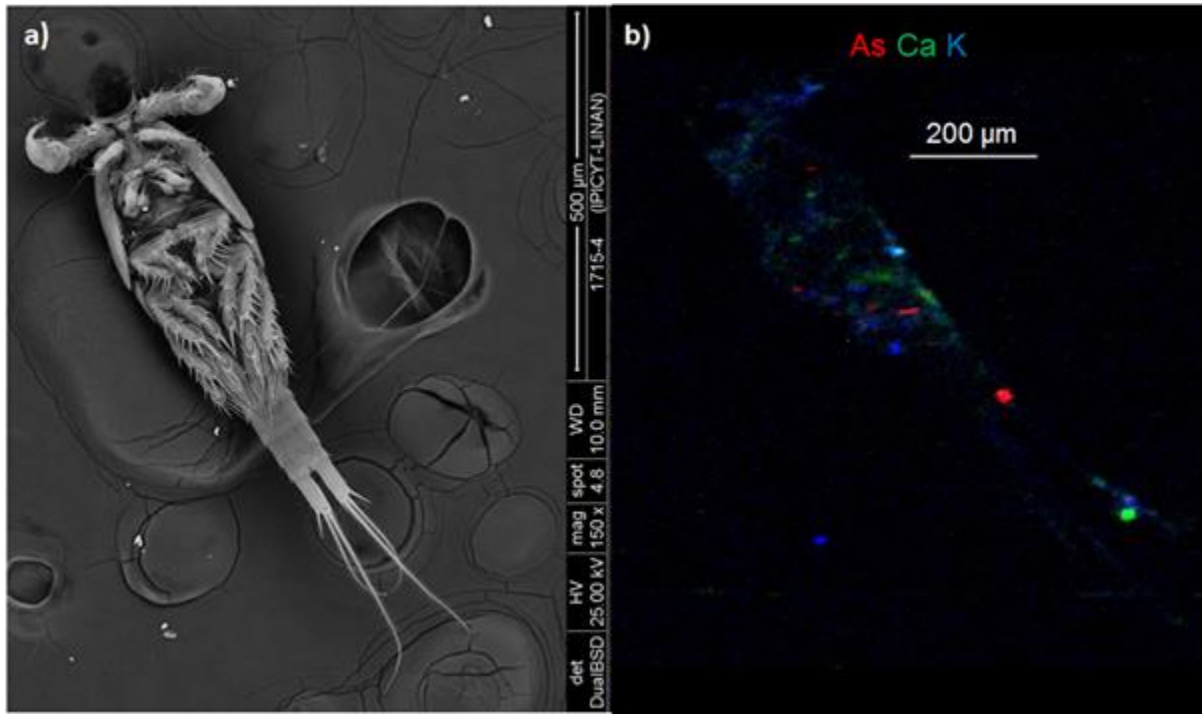 a)
det HV mag spot WD 500 µm
DualBSD 25.00 kV 150 x 4.8 10.0 mm 1715-4 (IPICYT-LINAN)
b)
As Ca K
200 µm